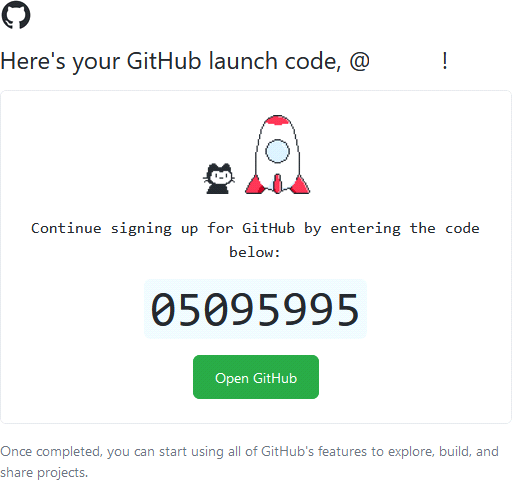 Here's your GitHub launch code, @ !
Continue signing up for GitHub by entering the code
below:
05095995
Open GitHub
Once completed, you can start using all of GitHub's features to explore, build, and
share projects.